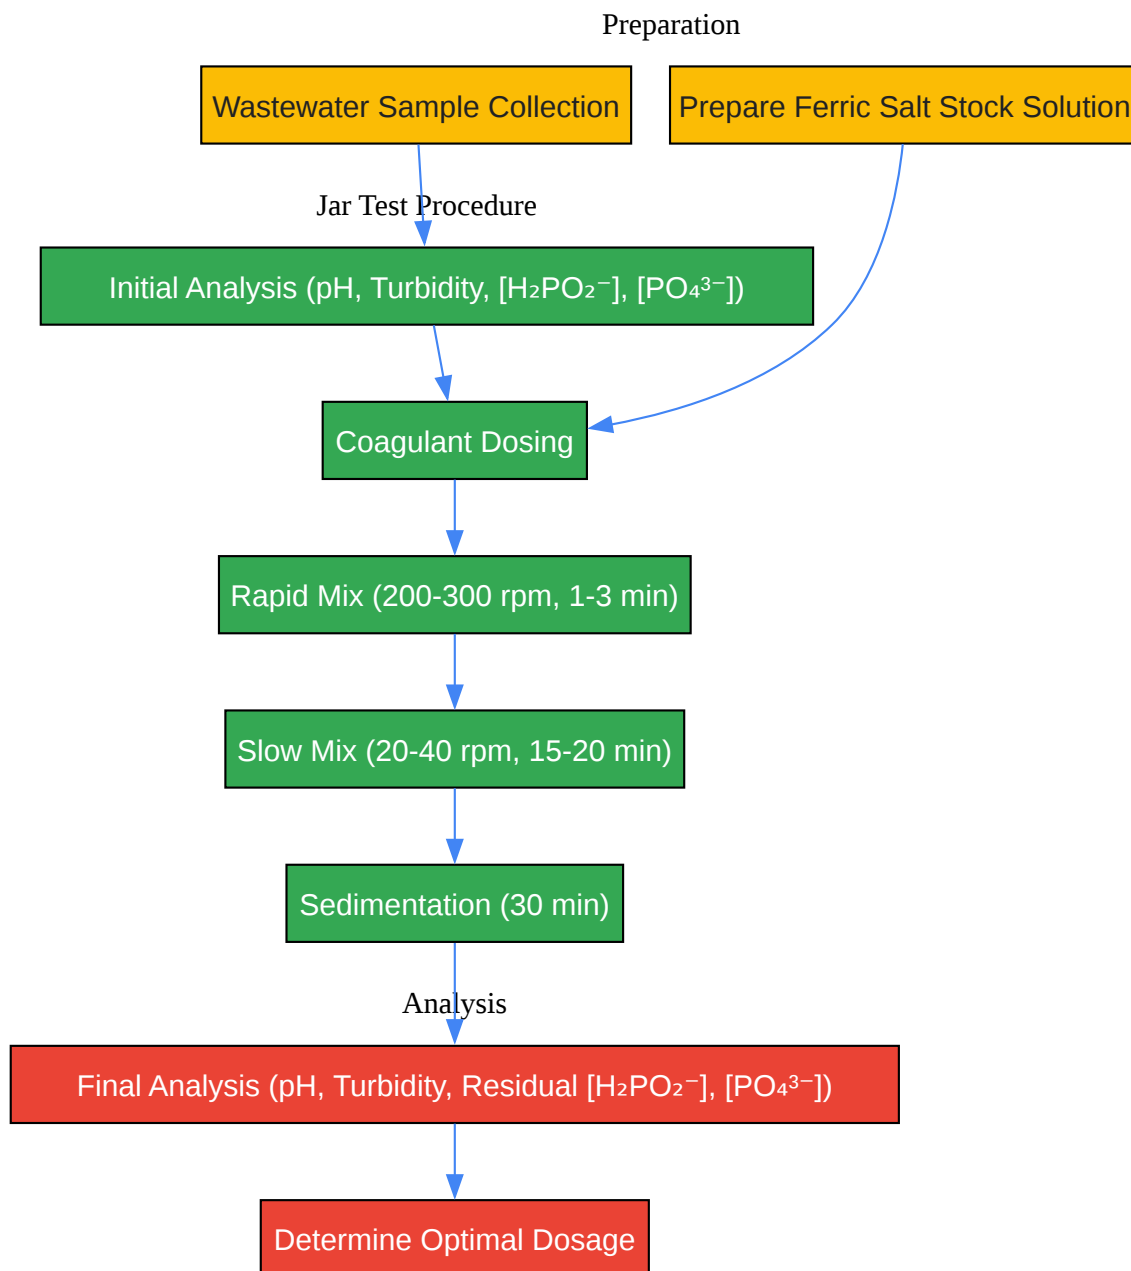 Preparation
Wastewater Sample Collection
Prepare Ferric Salt Stock Solution
Jar Test Procedure
Initial Analysis (pH, Turbidity, [H₂PO₂⁻], [PO₄³⁻])
Coagulant Dosing
Rapid Mix (200-300 rpm, 1-3 min)
Slow Mix (20-40 rpm, 15-20 min)
Sedimentation (30 min)
Analysis
Final Analysis (pH, Turbidity, Residual [H₂PO₂⁻], [PO₄³⁻])
Determine Optimal Dosage